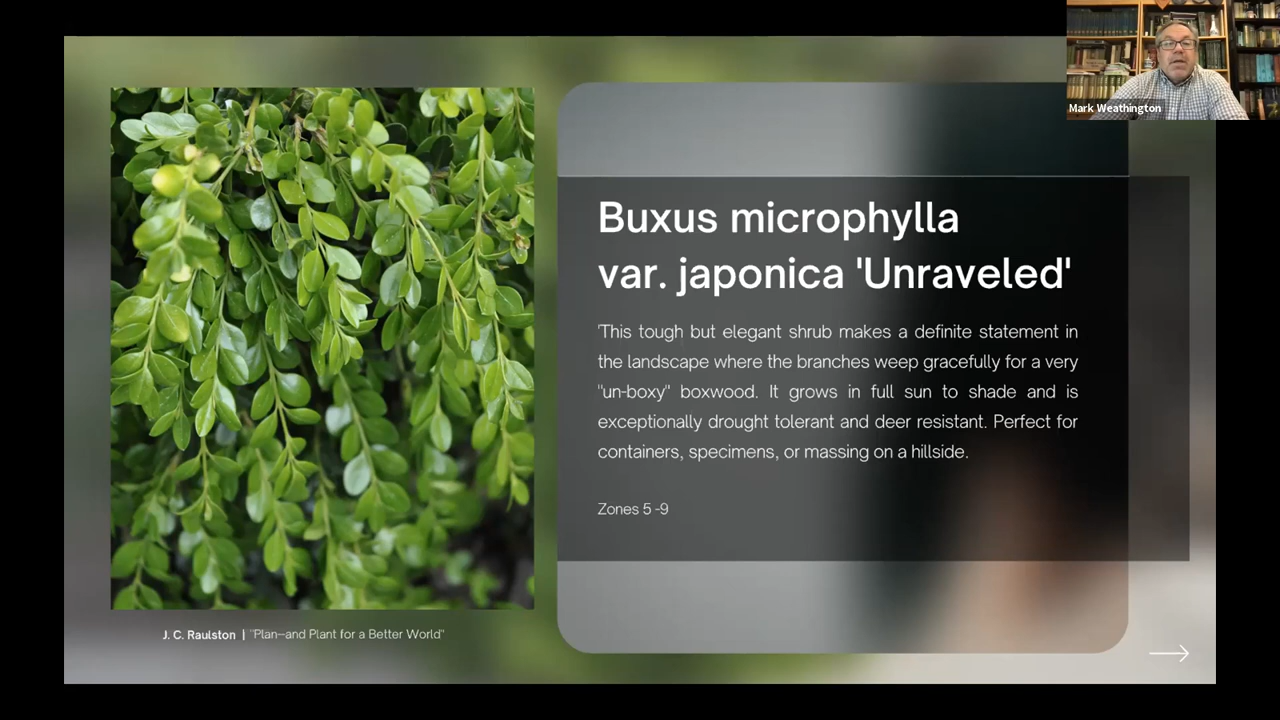 Mark Weathington
Buxus microphylla
var. japonica 'Unraveled'
'This tough but elegant shrub makes a definite statement in
the landscape where the branches weep gracefully for a very
"un-boxy" boxwood. It grows in full sun to shade and is
exceptionally drought tolerant and deer resistant. Perfect for
containers, specimens, or massing on a hillside.
Zones 5 -9
J. C. Raulston | "Plan—and Plant for a Better World"